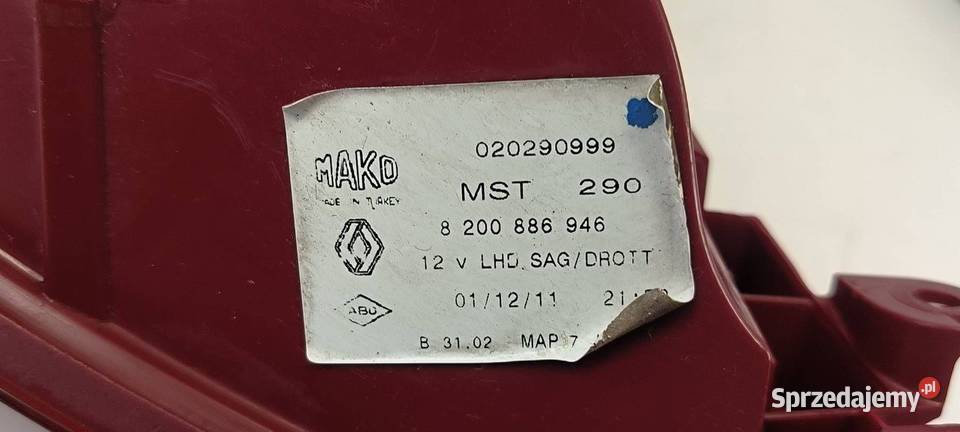 020290999
MAKO
MADE IN TURKEY
MST 290
8 200 886 946
12 v LHD. SAG/DROTT
01/12/11
ABU
B 31.02 MAP 7
Sprzedajemy.pl